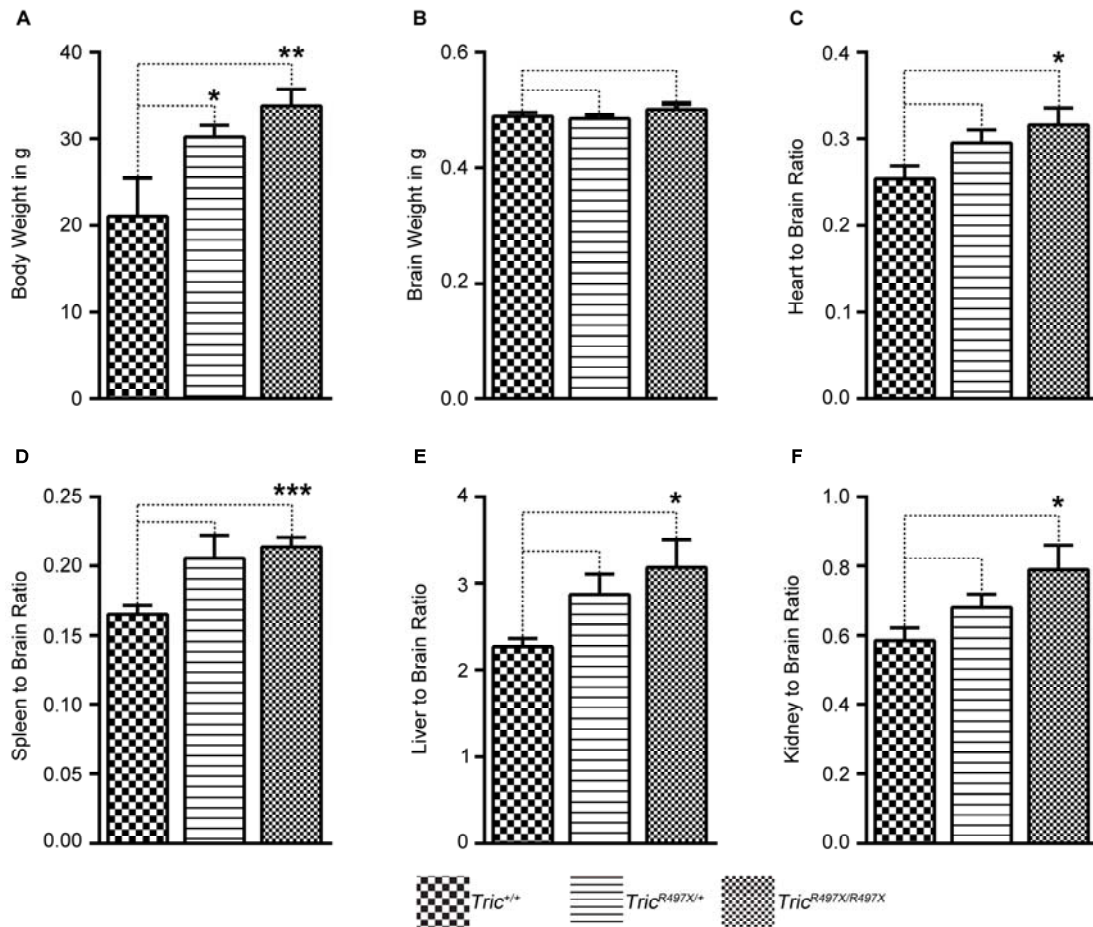 A
Body Weight in g
40
30
20
10
0
*
**
B
Brain Weight in g
0.6
0.4
0.2
0.0
C
Heart to Brain Ratio
0.4
0.3
0.2
0.1
0.0
*
D
Spleen to Brain Ratio
0.25
0.20
0.15
0.10
0.05
0.00
***
E
Liver to Brain Ratio
4
3
2
1
0
*
F
Kidney to Brain Ratio
1.0
0.8
0.6
0.4
0.2
0.0
*
Tric+/+
TricR497X/+
TricR497X/R497X